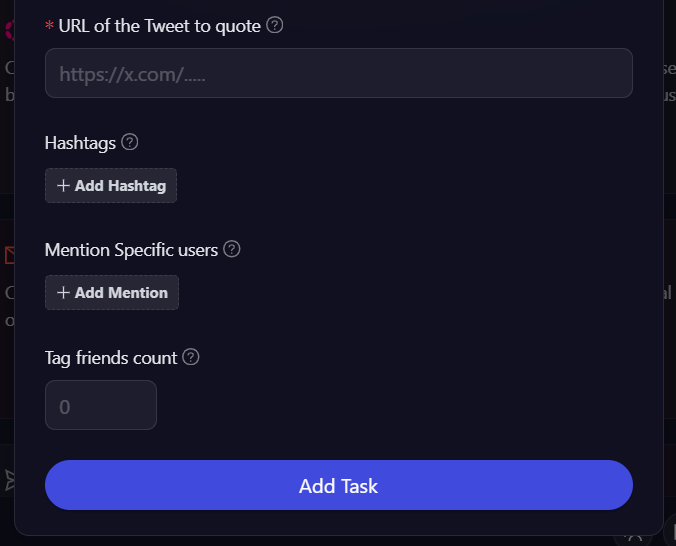 * URL of the Tweet to quote ?
https://x.com/.....
Hashtags ?
+ Add Hashtag
Mention Specific users ?
+ Add Mention
Tag friends count ?
0
Add Task